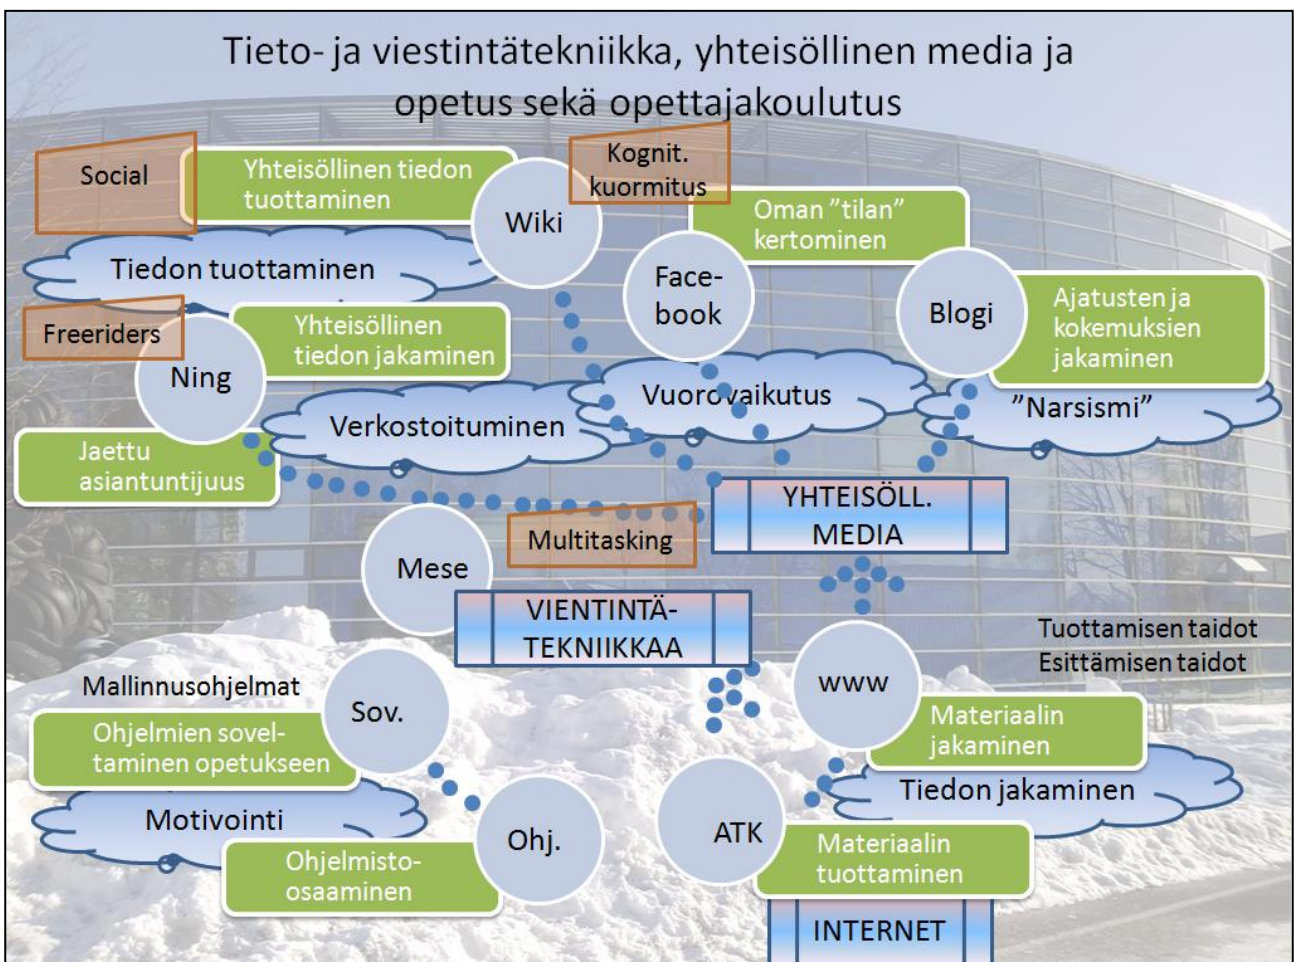 Tieto- ja viestintätekniikka, yhteisöllinen media ja
opetus sekä opettajakoulutus
Social
Yhteisöllinen tiedon
tuottaminen
Wiki
Kognit.
kuormitus
Oman ”tilan”
kertominen
Tiedon tuottaminen
Face-
book
Blogi
Ajatusten ja
kokemuksien
jakaminen
Freeriders
Yhteisöllinen
tiedon jakaminen
Ning
Verkostoituminen
Vuorovaikutus
”Narsismi”
Jaettu
asiantuntijuus
YHTEISÖLL.
MEDIA
Multitasking
Mese
VIENTINTÄ-
TEKNIIKKAA
Tuottamisen taidot
Esittämisen taidot
www
Mallinnusohjelmat
Sov.
Ohjelmien sovel-
taminen opetukseen
Materiaalin
jakaminen
Motivointi
Tiedon jakaminen
Ohj.
ATK
Ohjelmisto-
osaaminen
Materiaalin
tuottaminen
INTERNET